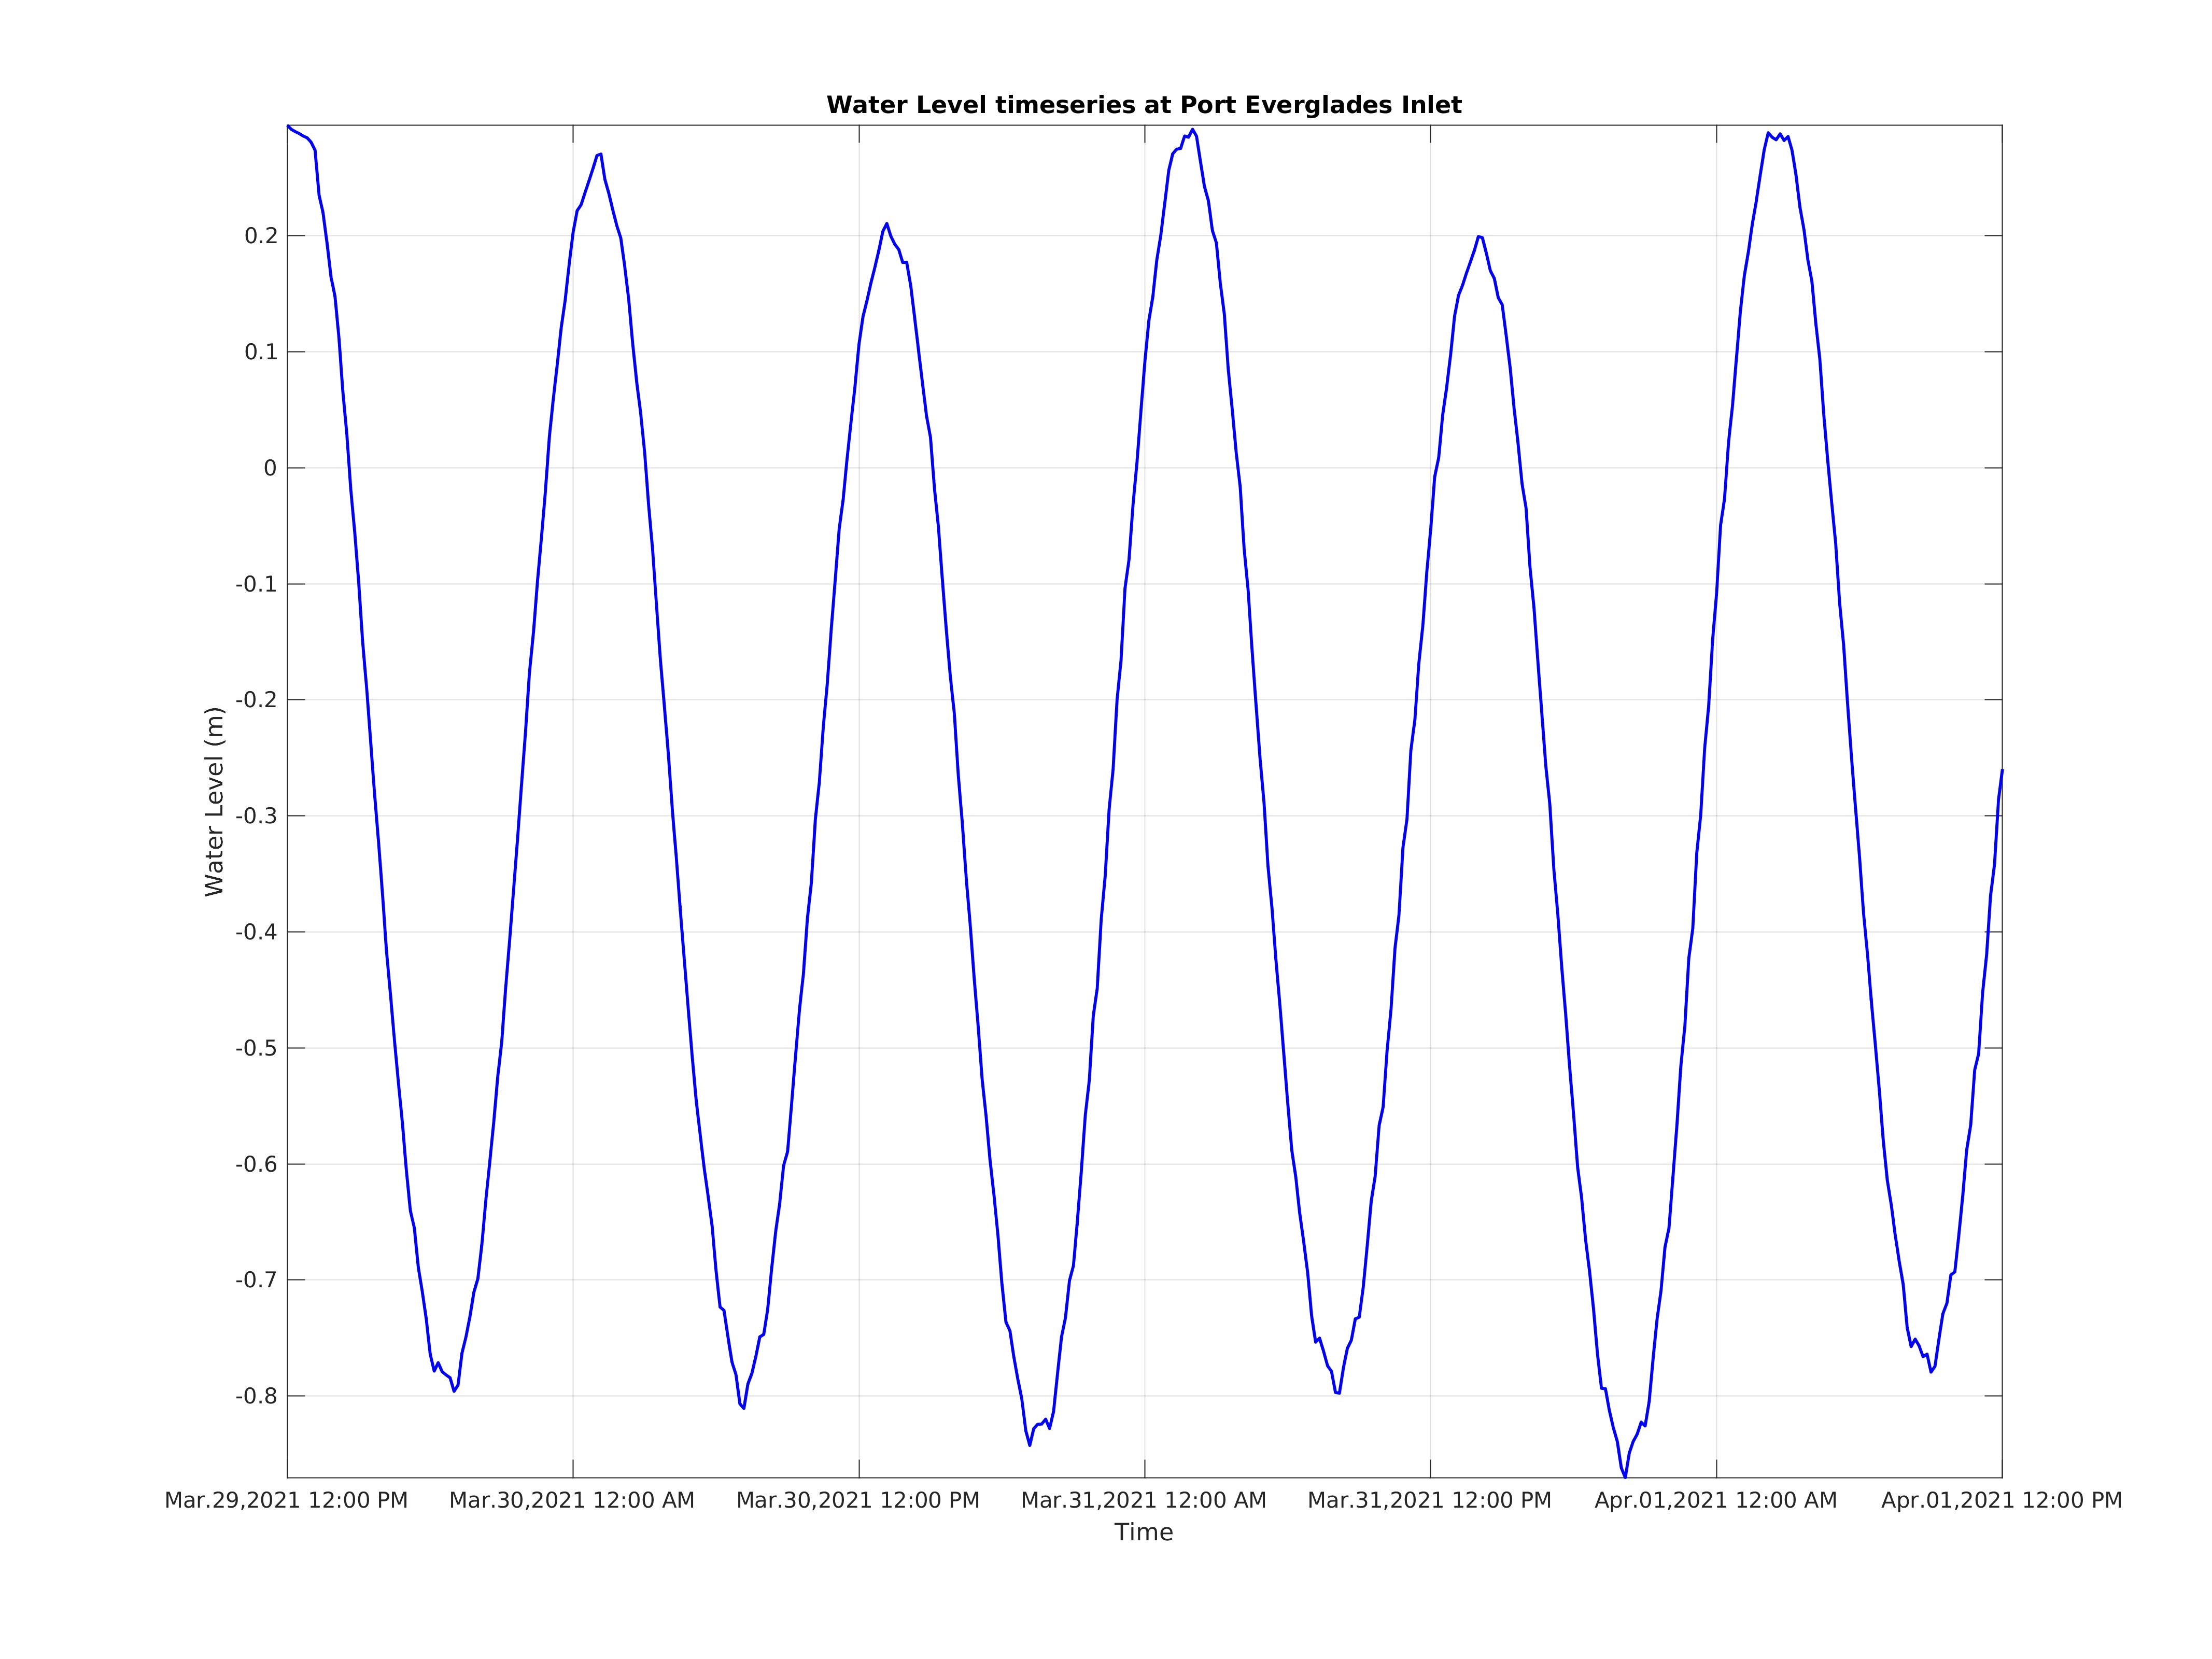 Water Level timeseries at Port Everglades Inlet
0.2
0.1
0
-0.1
-0.2
-0.3
-0.4
-0.5
-0.6
-0.7
-0.8
Water Level (m)
Mar.29,2021 12:00 PM Mar.30,2021 12:00 AM Mar.30,2021 12:00 PM Mar.31,2021 12:00 AM Mar.31,2021 12:00 PM Apr.01,2021 12:00 AM Apr.01,2021 12:00 PM
Time